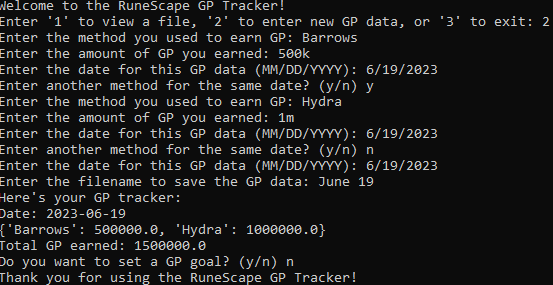 Welcome to the RuneScape GP Tracker!
Enter '1' to view a file, '2' to enter new GP data, or '3' to exit: 2
Enter the method you used to earn GP: Barrows
Enter the amount of GP you earned: 500k
Enter the date for this GP data (MM/DD/YYYY): 6/19/2023
Enter another method for the same date? (y/n) y
Enter the method you used to earn GP: Hydra
Enter the amount of GP you earned: 1m
Enter the date for this GP data (MM/DD/YYYY): 6/19/2023
Enter another method for the same date? (y/n) n
Enter the date for this GP data (MM/DD/YYYY): 6/19/2023
Enter the filename to save the GP data: June 19
Here's your GP tracker:
Date: 2023-06-19
{'Barrows': 500000.0, 'Hydra': 1000000.0}
Total GP earned: 1500000.0
Do you want to set a GP goal? (y/n) n
Thank you for using the RuneScape GP Tracker!